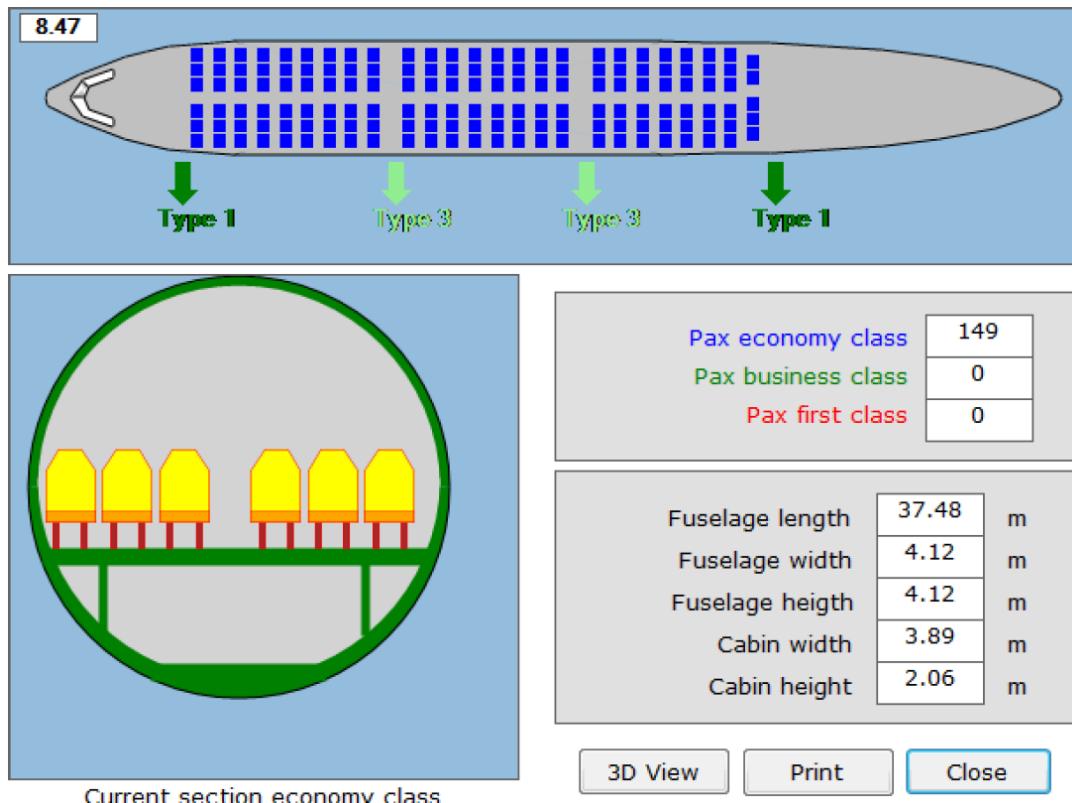 8.47
Type 1 Type 3 Type 3 Type 1
Pax economy class 149
Pax business class 0
Pax first class 0
Fuselage length 37.48 m
Fuselage width 4.12 m
Fuselage heigth 4.12 m
Cabin width 3.89 m
Cabin height 2.06 m
3D View Print Close
Current section economy class